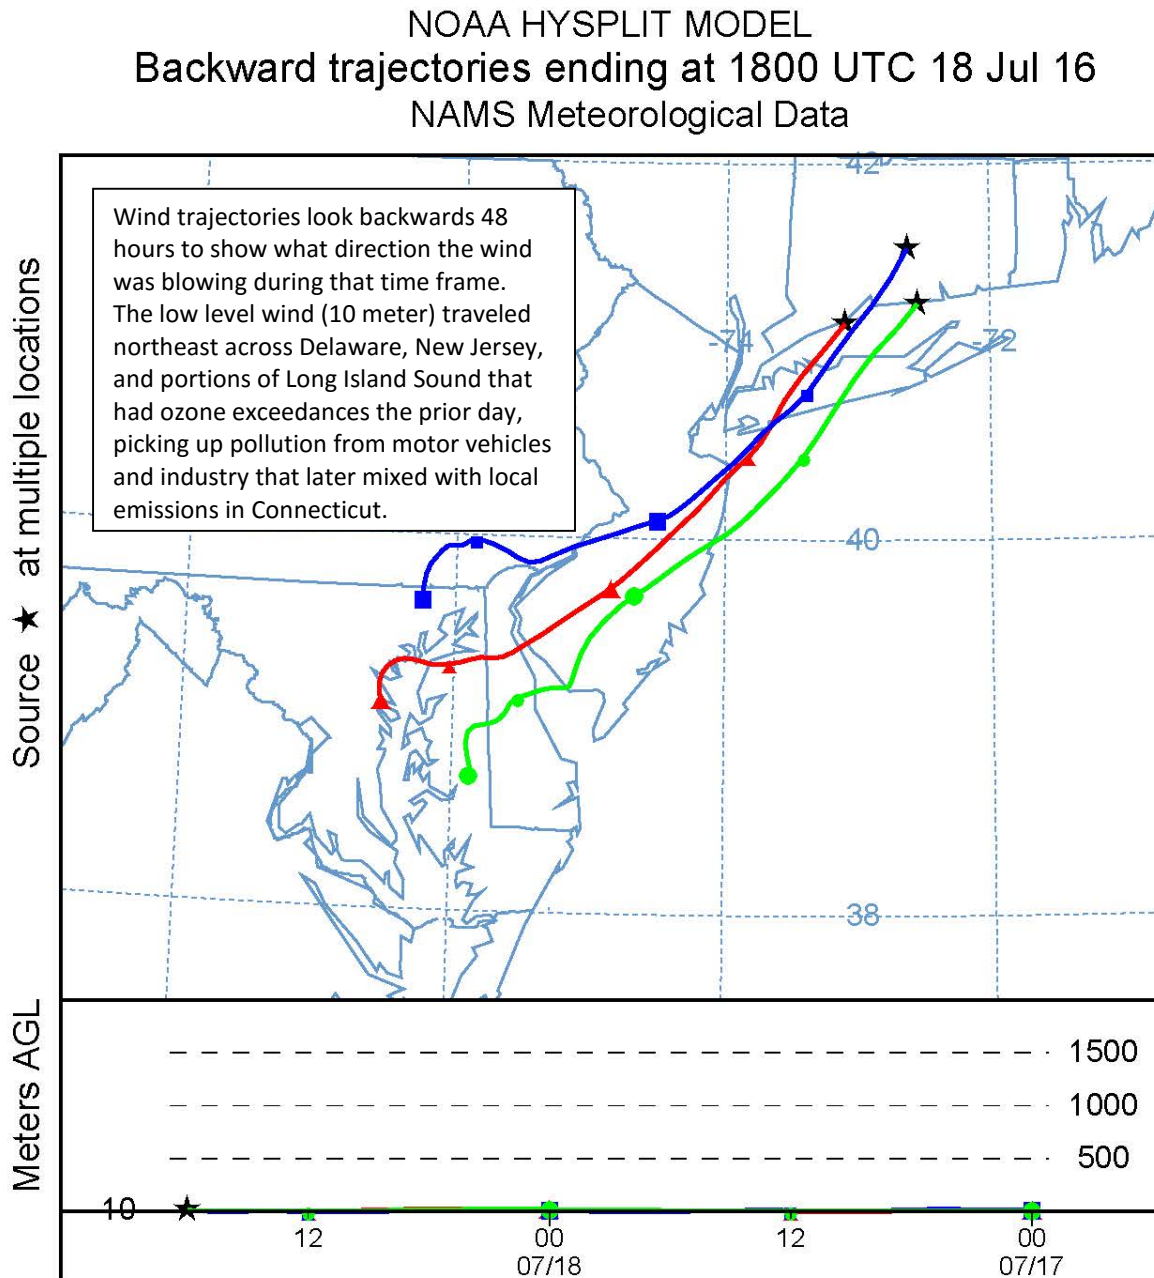 NOAA HYSPLIT MODEL
Backward trajectories ending at 1800 UTC 18 Jul 16
NAMS Meteorological Data
Source ★ at multiple locations
Wind trajectories look backwards 48
hours to show what direction the wind
was blowing during that time frame.
The low level wind (10 meter) traveled
northeast across Delaware, New Jersey,
and portions of Long Island Sound that
had ozone exceedances the prior day,
picking up pollution from motor vehicles
and industry that later mixed with local
emissions in Connecticut.
42
-74
-72
40
38
Meters AGL
1500
1000
500
10
12 00 12 00
07/18 07/17